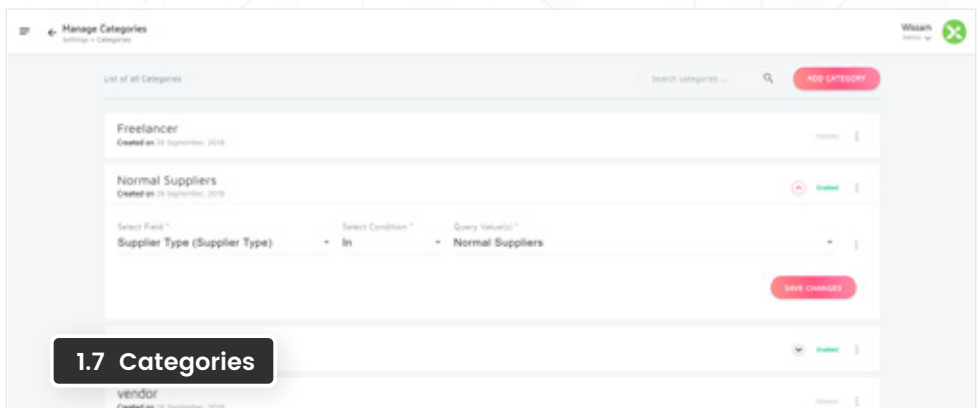 Manage Categories
Settings > Categories
Wissam
Admin
List of all Categories
Search categories ...
ADD CATEGORY
Freelancer
Created on 26 September, 2018
Normal Suppliers
Created on 26 September, 2018
Enabled
Select Field *
Select Condition *
Query Value(s) *
Supplier Type (Supplier Type)
In
Normal Suppliers
SAVE CHANGES
1.7 Categories
Enabled
vendor
Created on 26 September, 2018